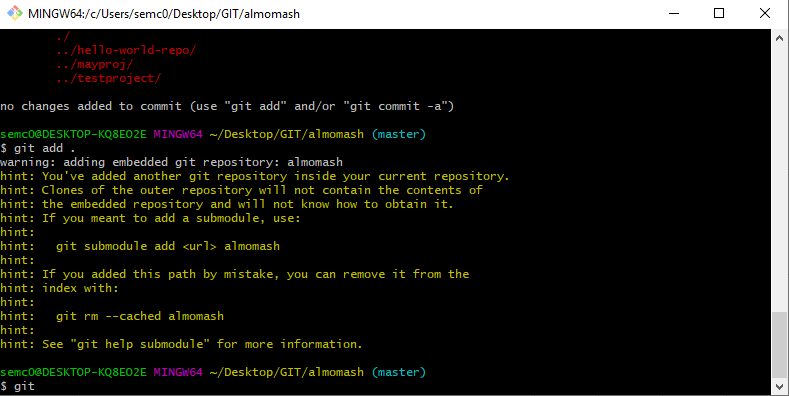 MINGW64:/c/Users/semc0/Desktop/GIT/almomash
./
../hello-world-repo/
../mayproj/
../testproject/
no changes added to commit (use "git add" and/or "git commit -a")
semc0@DESKTOP-KQ8EO2E MINGW64 ~/Desktop/GIT/almomash (master)
$ git add .
warning: adding embedded git repository: almomash
hint: You've added another git repository inside your current repository.
hint: Clones of the outer repository will not contain the contents of
hint: the embedded repository and will not know how to obtain it.
hint: If you meant to add a submodule, use:
hint:
hint:   git submodule add <url> almomash
hint:
hint: If you added this path by mistake, you can remove it from the
hint: index with:
hint:
hint:   git rm --cached almomash
hint:
hint: See "git help submodule" for more information.
semc0@DESKTOP-KQ8EO2E MINGW64 ~/Desktop/GIT/almomash (master)
$ git